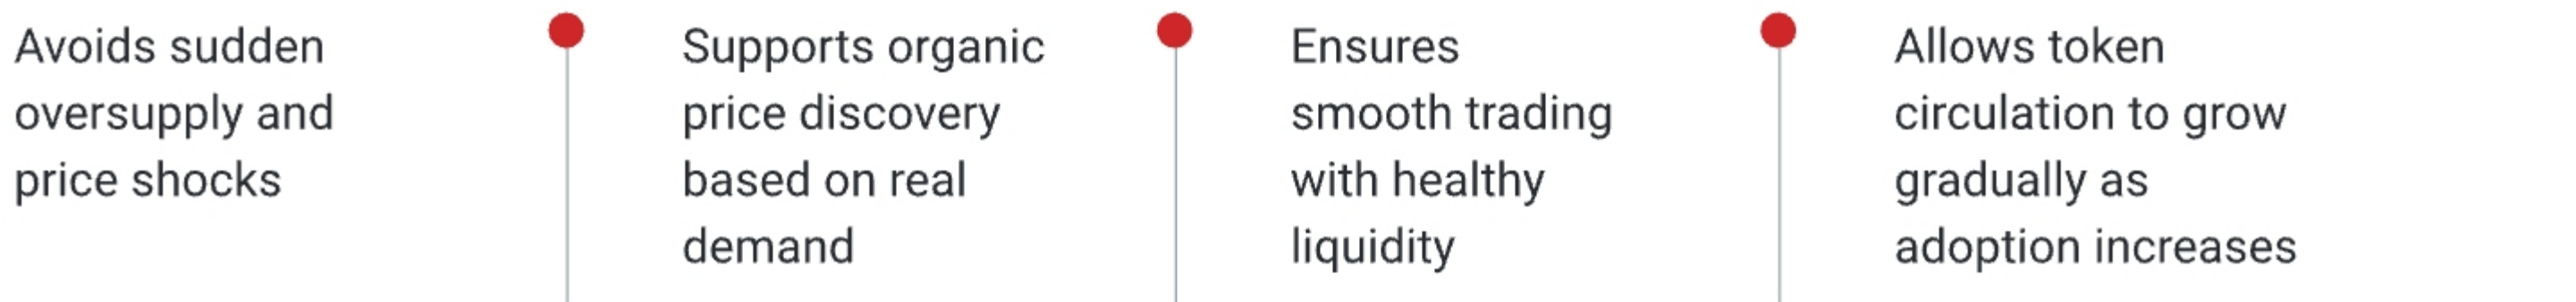 Avoids sudden
oversupply and
price shocks
Supports organic
price discovery
based on real
demand
Ensures
smooth trading
with healthy
liquidity
Allows token
circulation to grow
gradually as
adoption increases